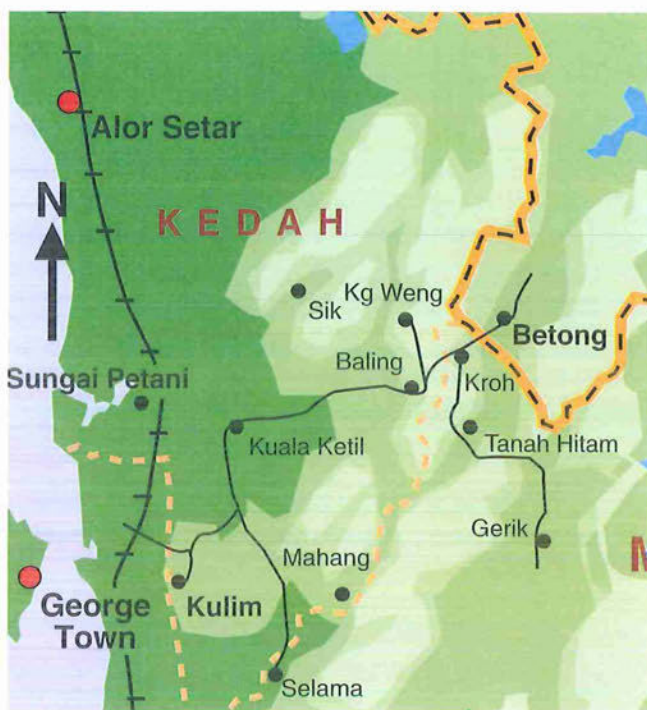 Alor Setar
N
KEDAH
Sik
Kg Weng
Betong
Sungai Petani
Baling
Kroh
Kuala Ketil
Tanah Hitam
Gerik
M
Mahang
George
Town
Kulim
Selama